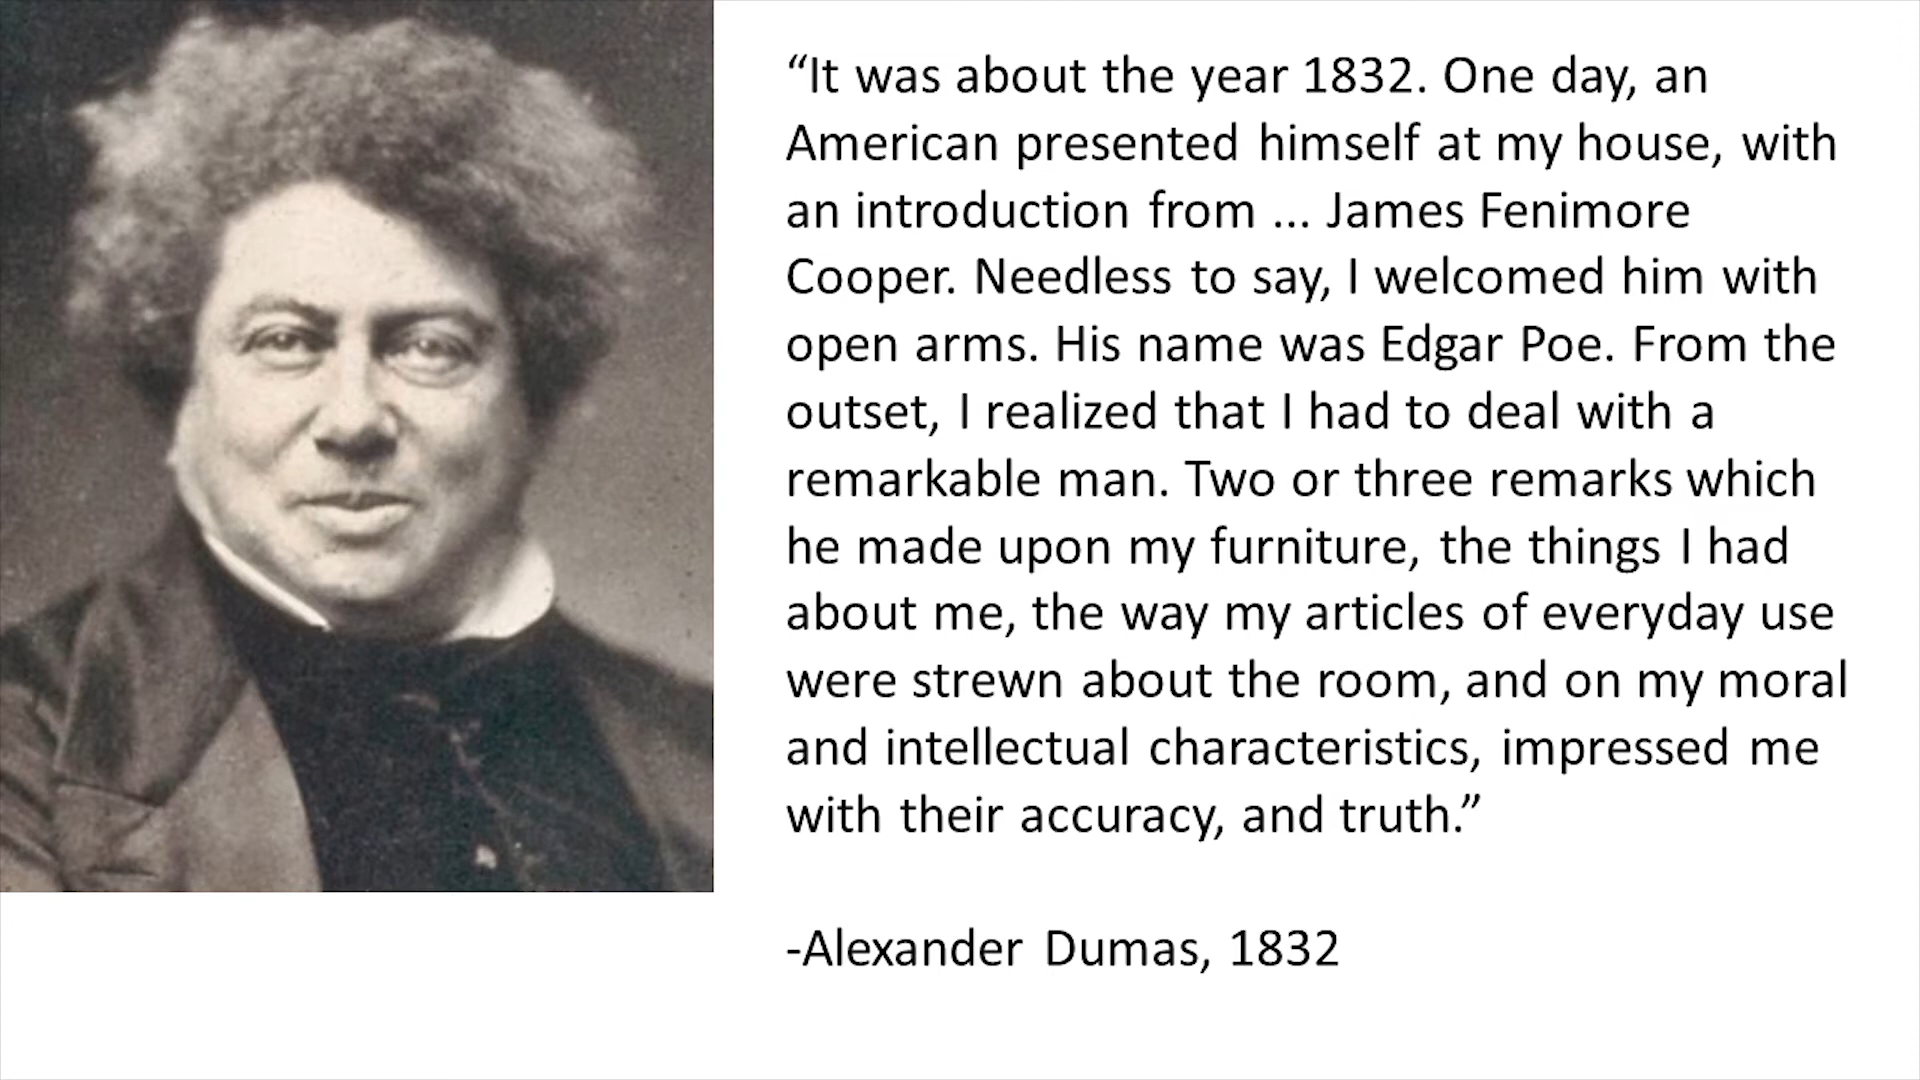 “It was about the year 1832. One day, an
American presented himself at my house, with
an introduction from ... James Fenimore
Cooper. Needless to say, I welcomed him with
open arms. His name was Edgar Poe. From the
outset, I realized that I had to deal with a
remarkable man. Two or three remarks which
he made upon my furniture, the things I had
about me, the way my articles of everyday use
were strewn about the room, and on my moral
and intellectual characteristics, impressed me
with their accuracy, and truth.”
-Alexander Dumas, 1832